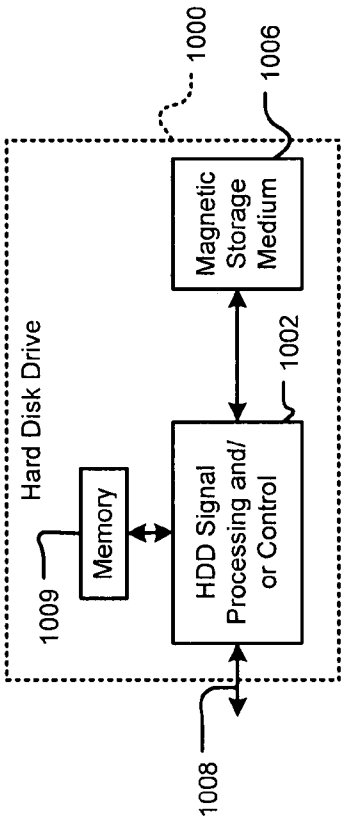 Hard Disk Drive
1000
1009
Memory
HDD Signal
Processing and/
or Control
Magnetic
Storage
Medium
1008
1002
1006